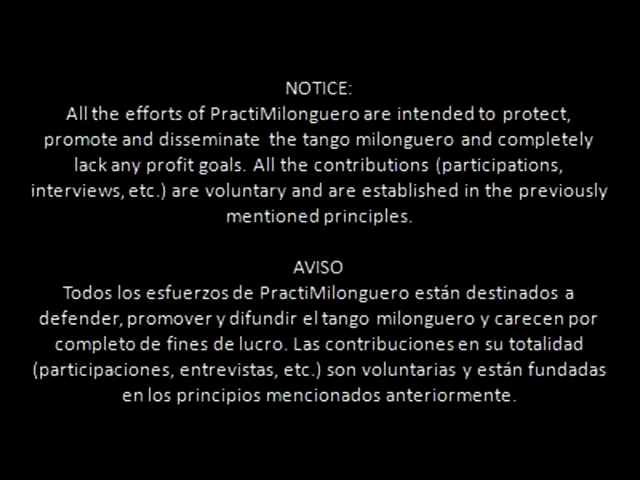 NOTICE:
All the efforts of PractiMilonguero are intended to protect,
promote and disseminate the tango milonguero and completely
lack any profit goals. All the contributions (participations,
interviews, etc.) are voluntary and are established in the previously
mentioned principles.
AVISO
Todos los esfuerzos de PractiMilonguero están destinados a
defender, promover y difundir el tango milonguero y carecen por
completo de fines de lucro. Las contribuciones en su totalidad
(participaciones, entrevistas, etc.) son voluntarias y están fundadas
en los principios mencionados anteriormente.